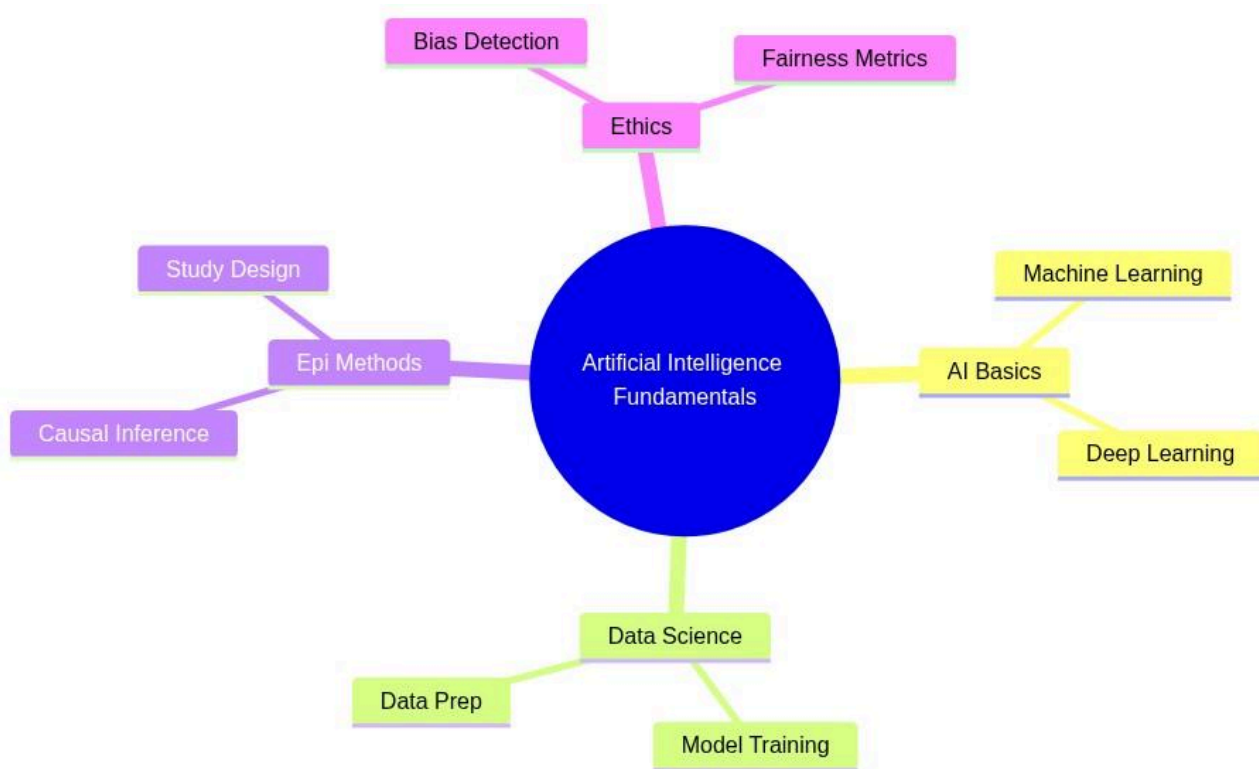 Bias Detection
Fairness Metrics
Ethics
Study Design
Machine Learning
Epi Methods
Artificial Intelligence
Fundamentals
AI Basics
Causal Inference
Deep Learning
Data Science
Data Prep
Model Training